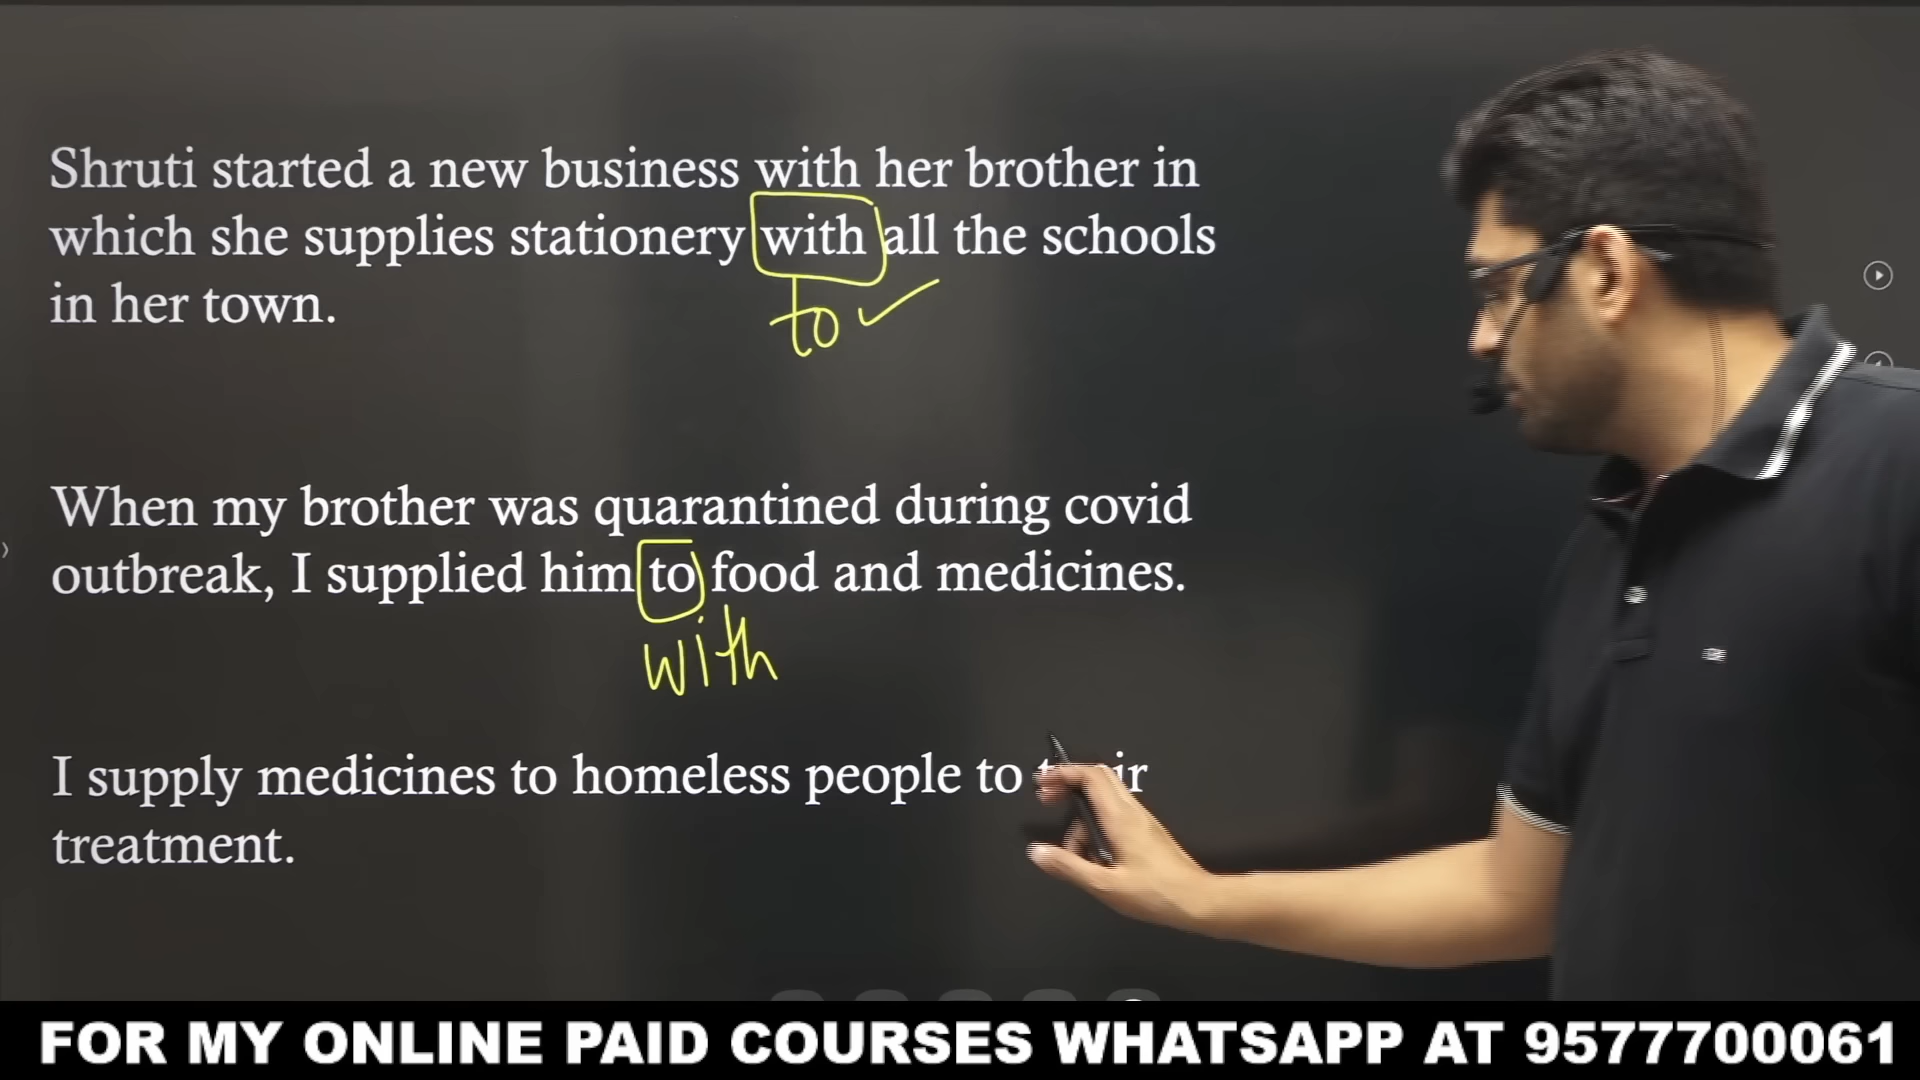 Shruti started a new business with her brother in
which she supplies stationery with all the schools
in her town.
to
When my brother was quarantined during covid
outbreak, I supplied him to food and medicines.
with
I supply medicines to homeless people to
treatment.
FOR MY ONLINE PAID COURSES WHATSAPP AT 9577700061